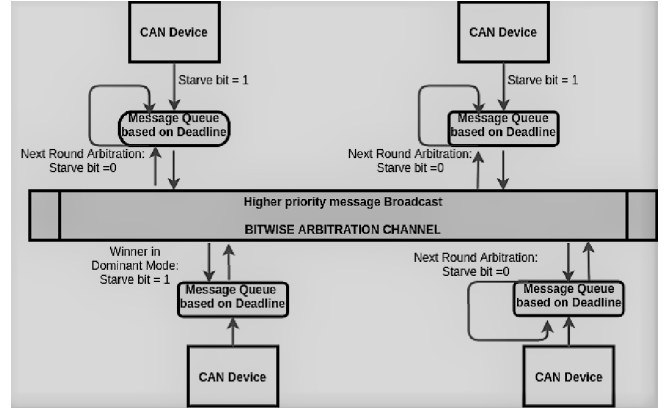 CAN Device
CAN Device
Starve bit = 1
Starve bit = 1
Message Queue
based on Deadline
Message Queue
based on Deadline
Next Round Arbitration:
Starve bit =0
Next Round Arbitration:
Starve bit =0
Higher priority message Broadcast
BITWISE ARBITRATION CHANNEL
Winner in
Dominant Mode:
Starve bit = 1
Next Round Arbitration:
Starve bit =0
Message Queue
based on Deadline
Message Queue
based on Deadline
CAN Device
CAN Device